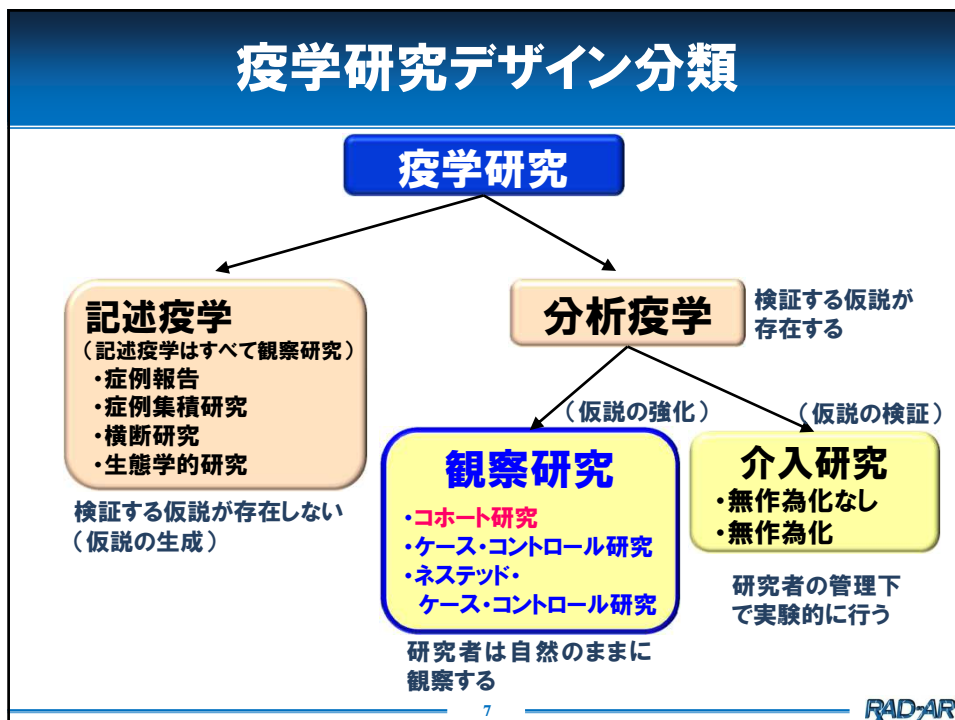 疫学研究デザイン分類
疫学研究
記述疫学
（記述疫学はすべて観察研究）
・症例報告
・症例集積研究
・横断研究
・生態学的研究
検証する仮説が存在しない
（仮説の生成）
分析疫学
検証する仮説が
存在する
（仮説の強化）
（仮説の検証）
観察研究
・コホート研究
・ケース・コントロール研究
・ネステッド・
ケース・コントロール研究
研究者は自然のままに
観察する
介入研究
・無作為化なし
・無作為化
研究者の管理下
で実験的に行う
7
RAD-AR